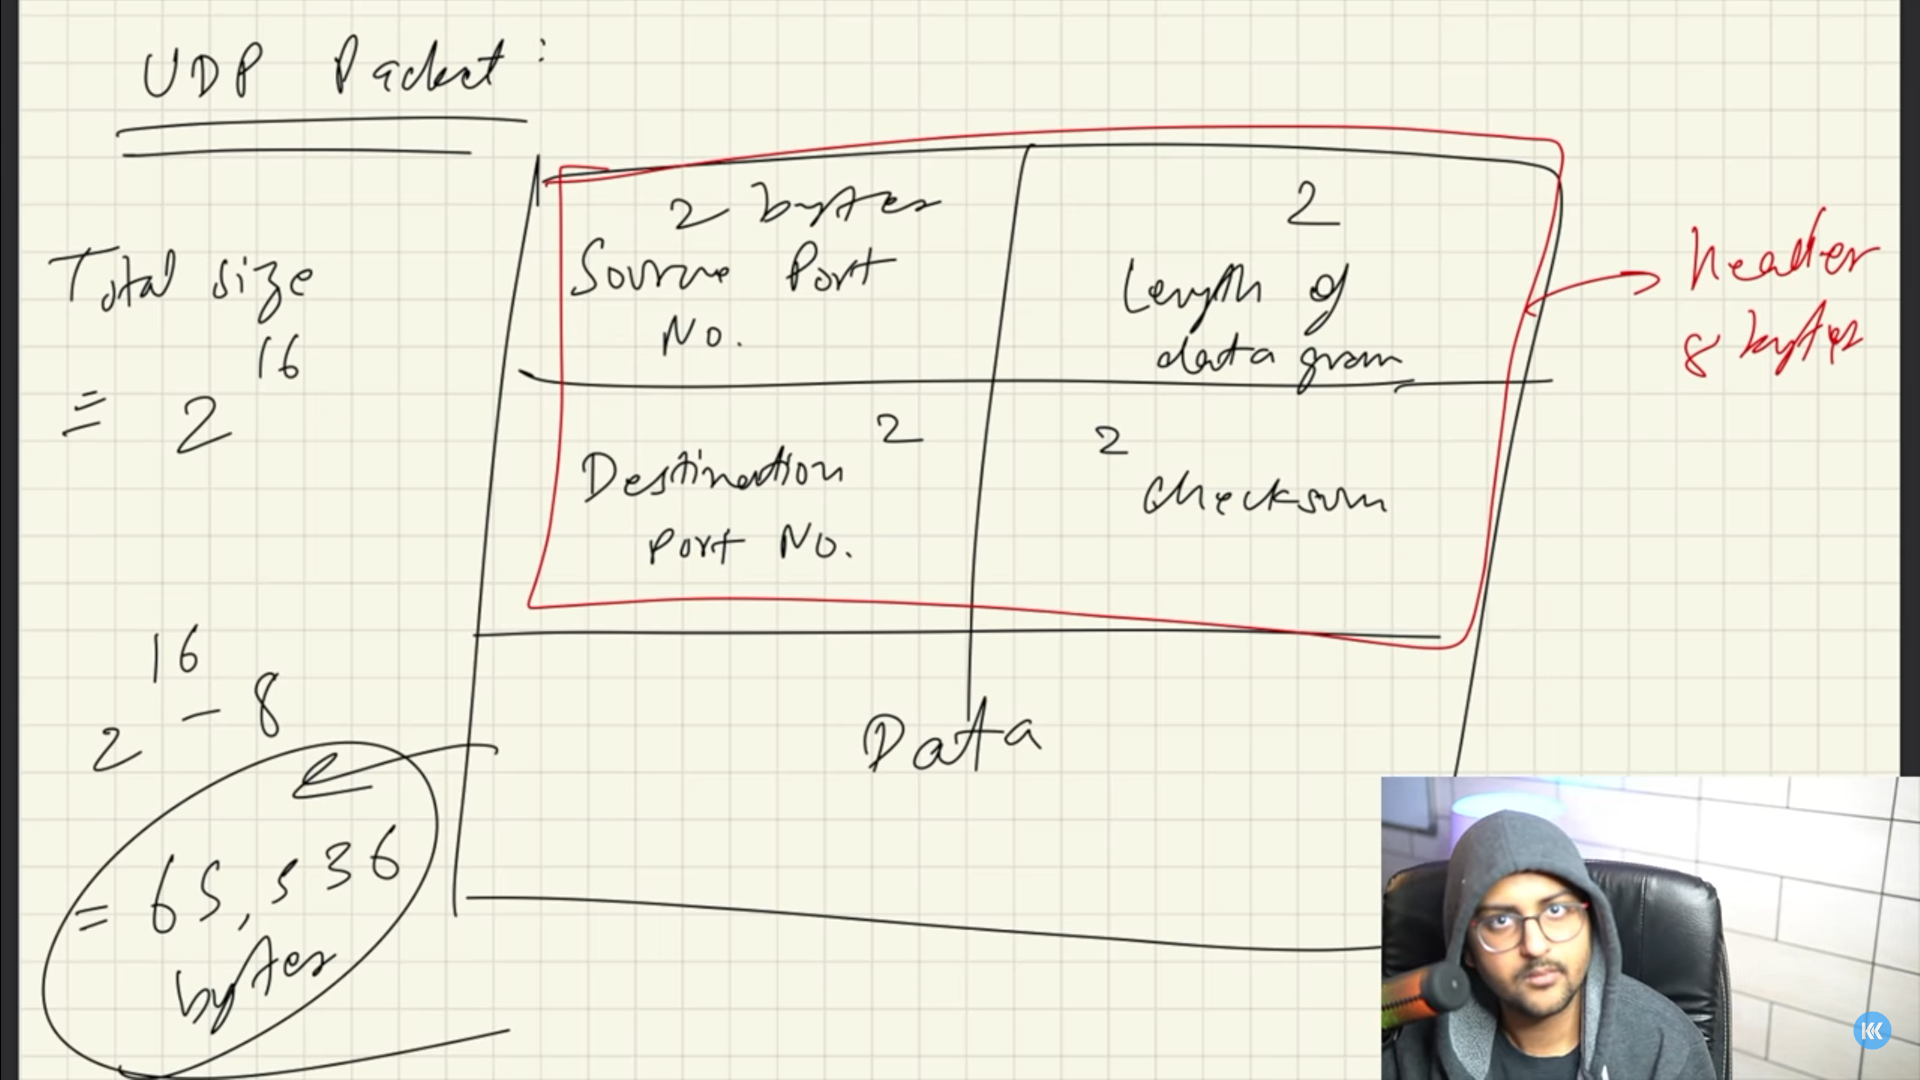 UDP Packet:
Total size
= 2^16
2^16 - 8
= 65,536
bytes
2 bytes
Source Port
No.
2
Length of
datagram
Destination 2
Port No.
2
Checksum
Data
header
8 bytes